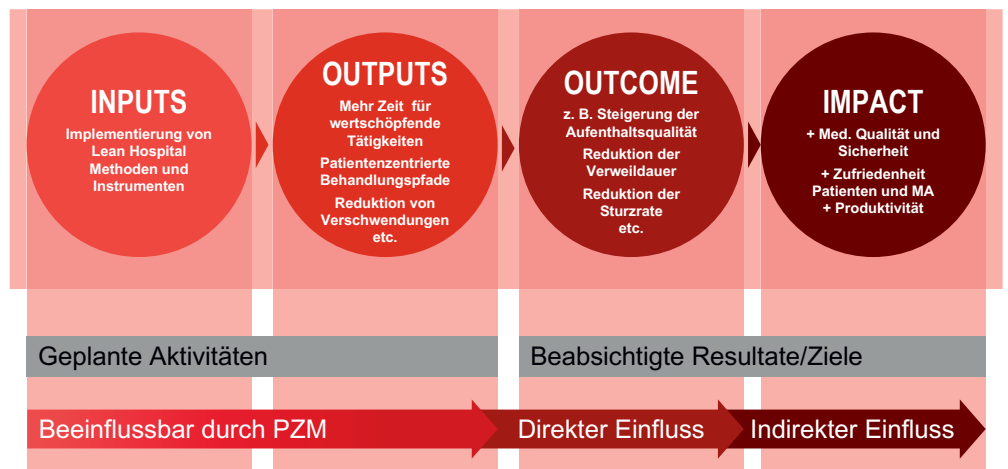 INPUTS
Implementierung von
Lean Hospital
Methoden und
Instrumenten
OUTPUTS
Mehr Zeit für
wertschöpfende
Tätigkeiten
Patientenzentrierte
Behandlungspfade
Reduktion von
Verschwendungen
etc.
OUTCOME
z. B. Steigerung der
Aufenthaltsqualität
Reduktion der
Verweildauer
Reduktion der
Sturzrate
etc.
IMPACT
+ Med. Qualität und
Sicherheit
+ Zufriedenheit
Patienten und MA
+ Produktivität
Geplante Aktivitäten
Beabsichtigte Resultate/Ziele
Beeinflussbar durch PZM
Direkter Einfluss
Indirekter Einfluss